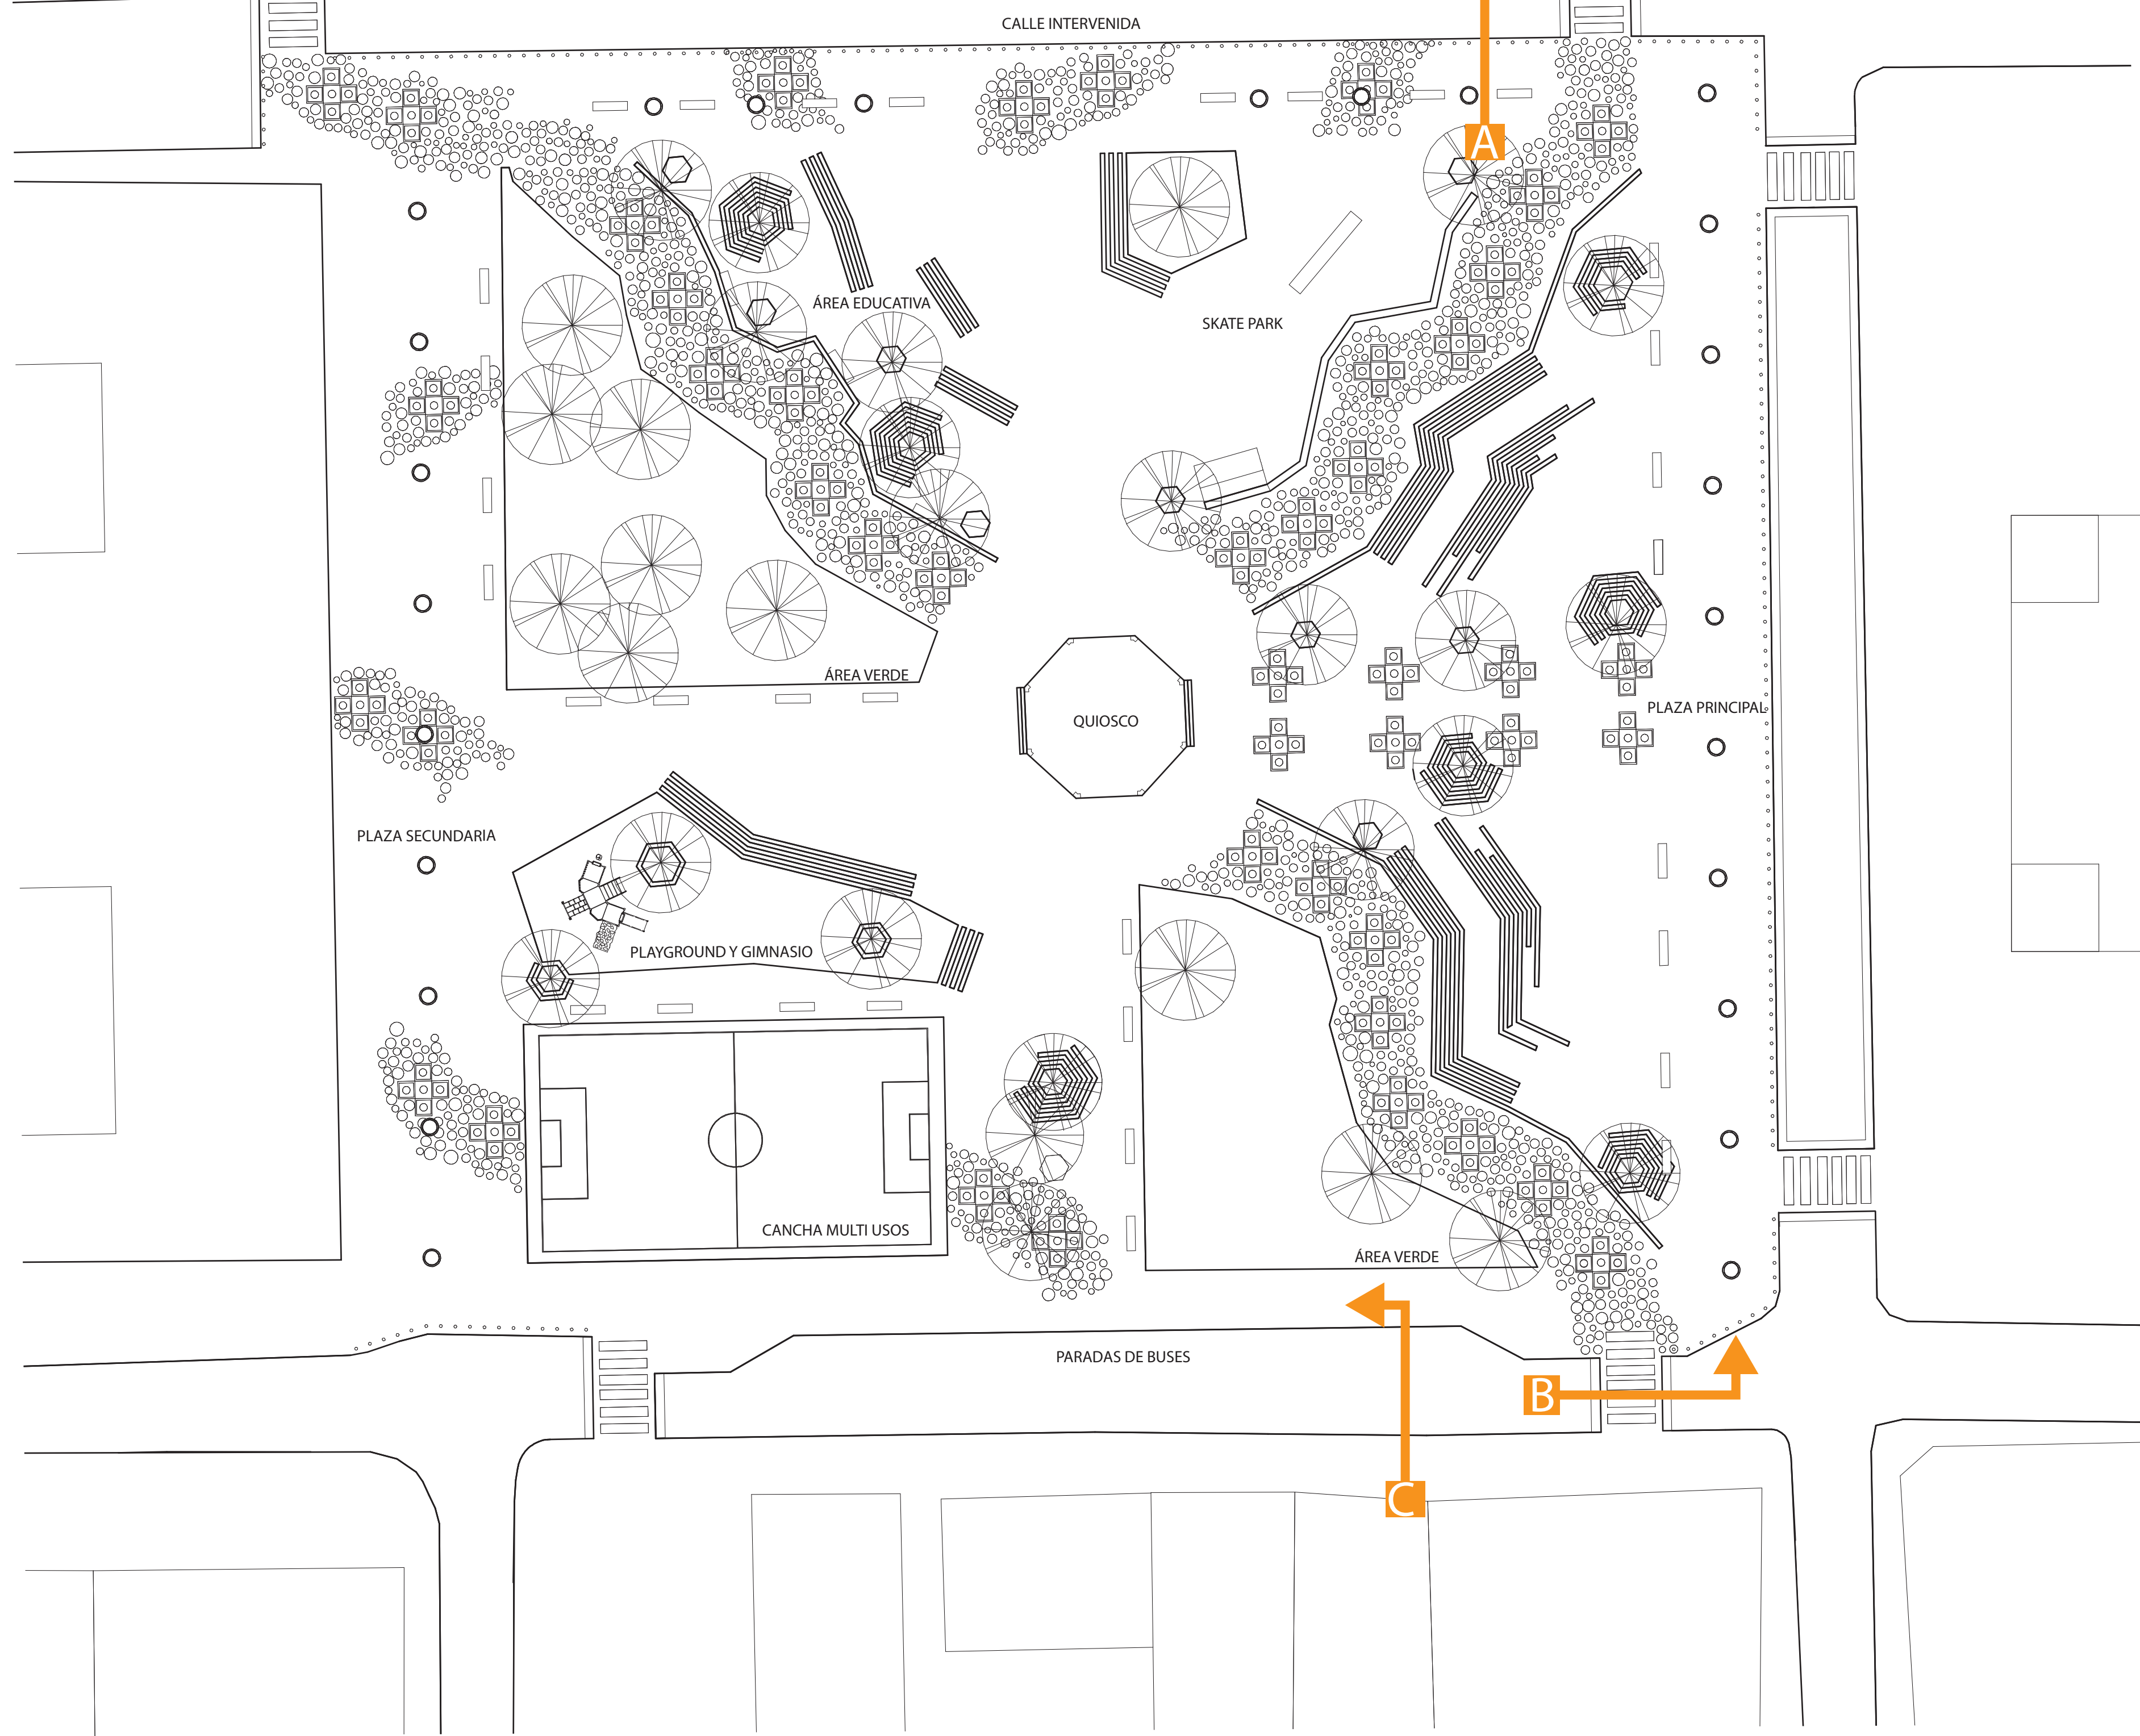 CALLE INTERVENIDA
A
ÁREA EDUCATIVA
SKATE PARK
ÁREA VERDE
QUIOSCO
PLAZA PRINCIPAL
PLAZA SECUNDARIA
PLAYGROUND Y GIMNASIO
CANCHA MULTI USOS
ÁREA VERDE
PARADAS DE BUSES
B
C